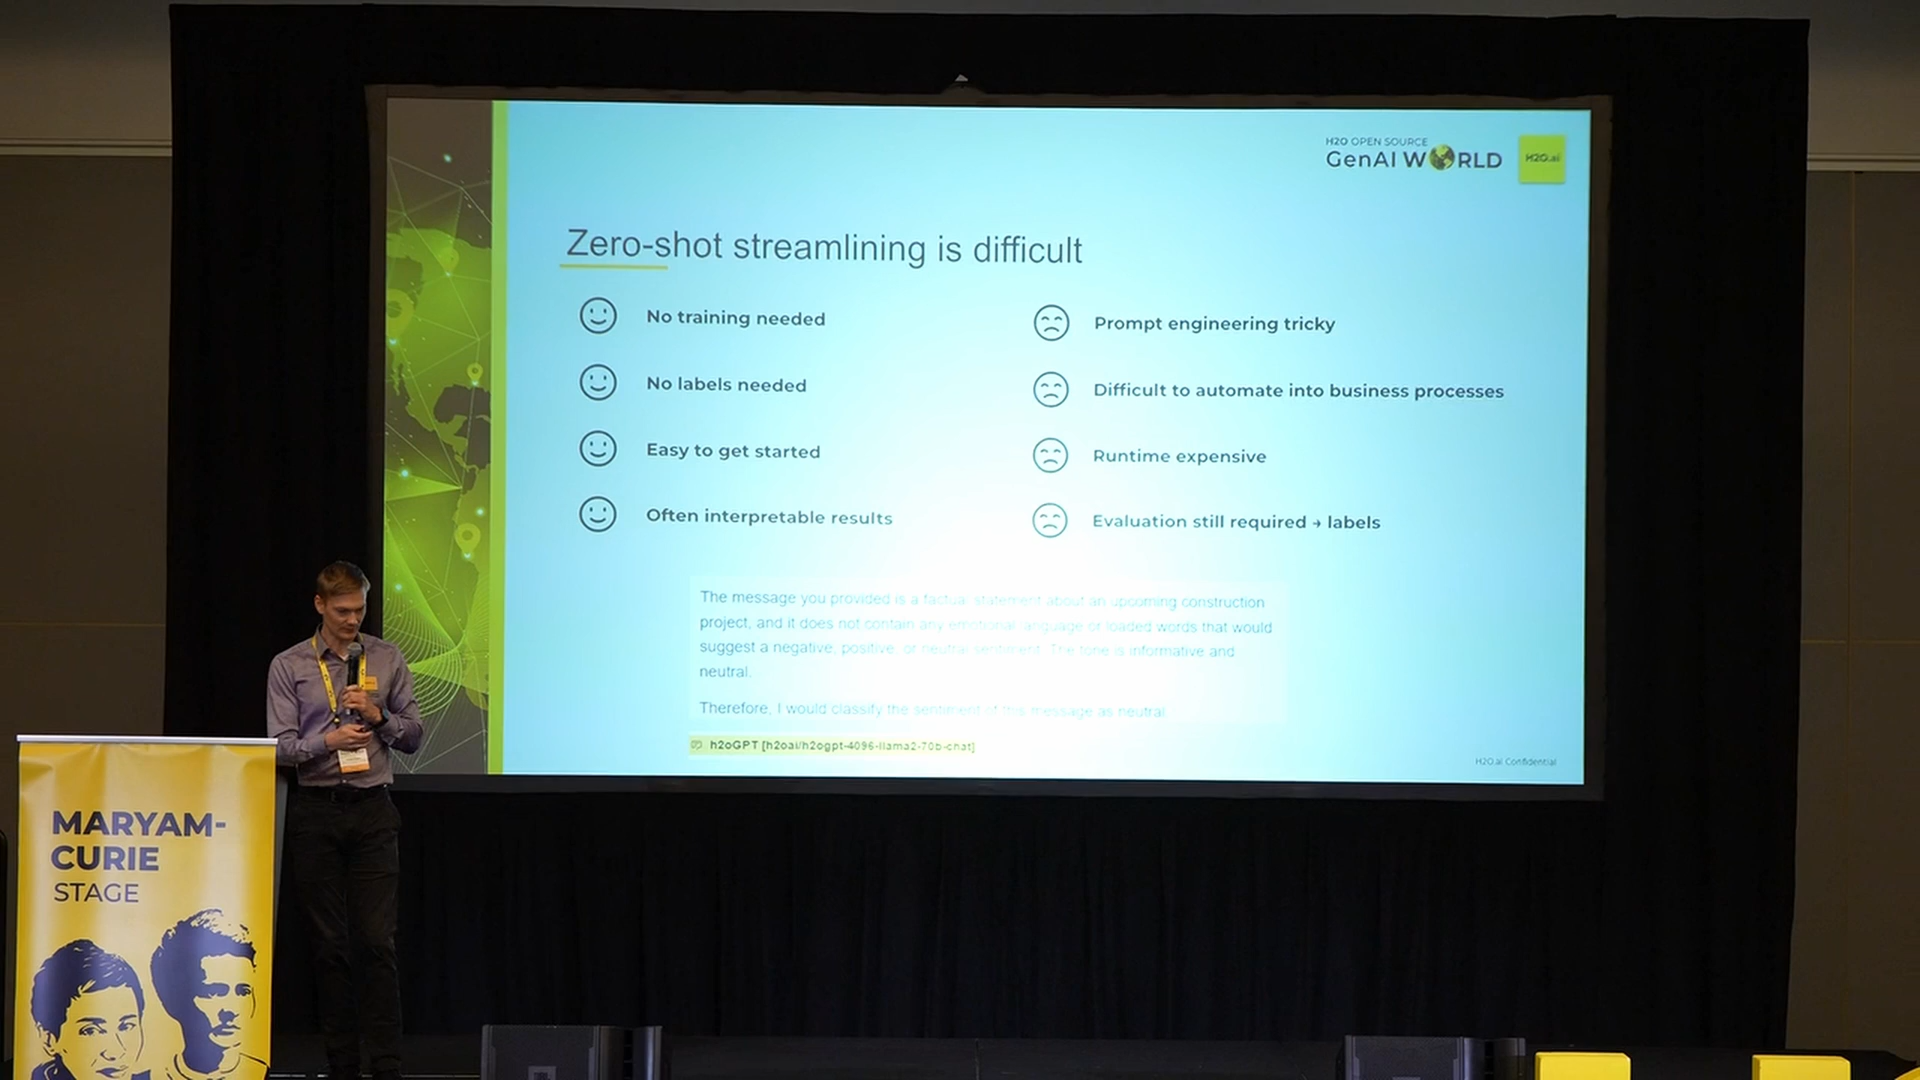 H2O OPEN SOURCE
GenAI WORLD
H2O.ai
Zero-shot streamlining is difficult
No training needed
Prompt engineering tricky
No labels needed
Difficult to automate into business processes
Easy to get started
Runtime expensive
Often interpretable results
Evaluation still required → labels
The message you provided is a factual statement about an upcoming construction
project, and it does not contain any emotional language or loaded words that would
suggest a negative, positive, or neutral sentiment. The tone is informative and
neutral.
Therefore, I would classify the sentiment of this message as neutral.
h2oGPT [h2oai/h2ogpt-4096-llama2-70b-chat]
H2O.ai Confidential
MARYAM-
CURIE
STAGE